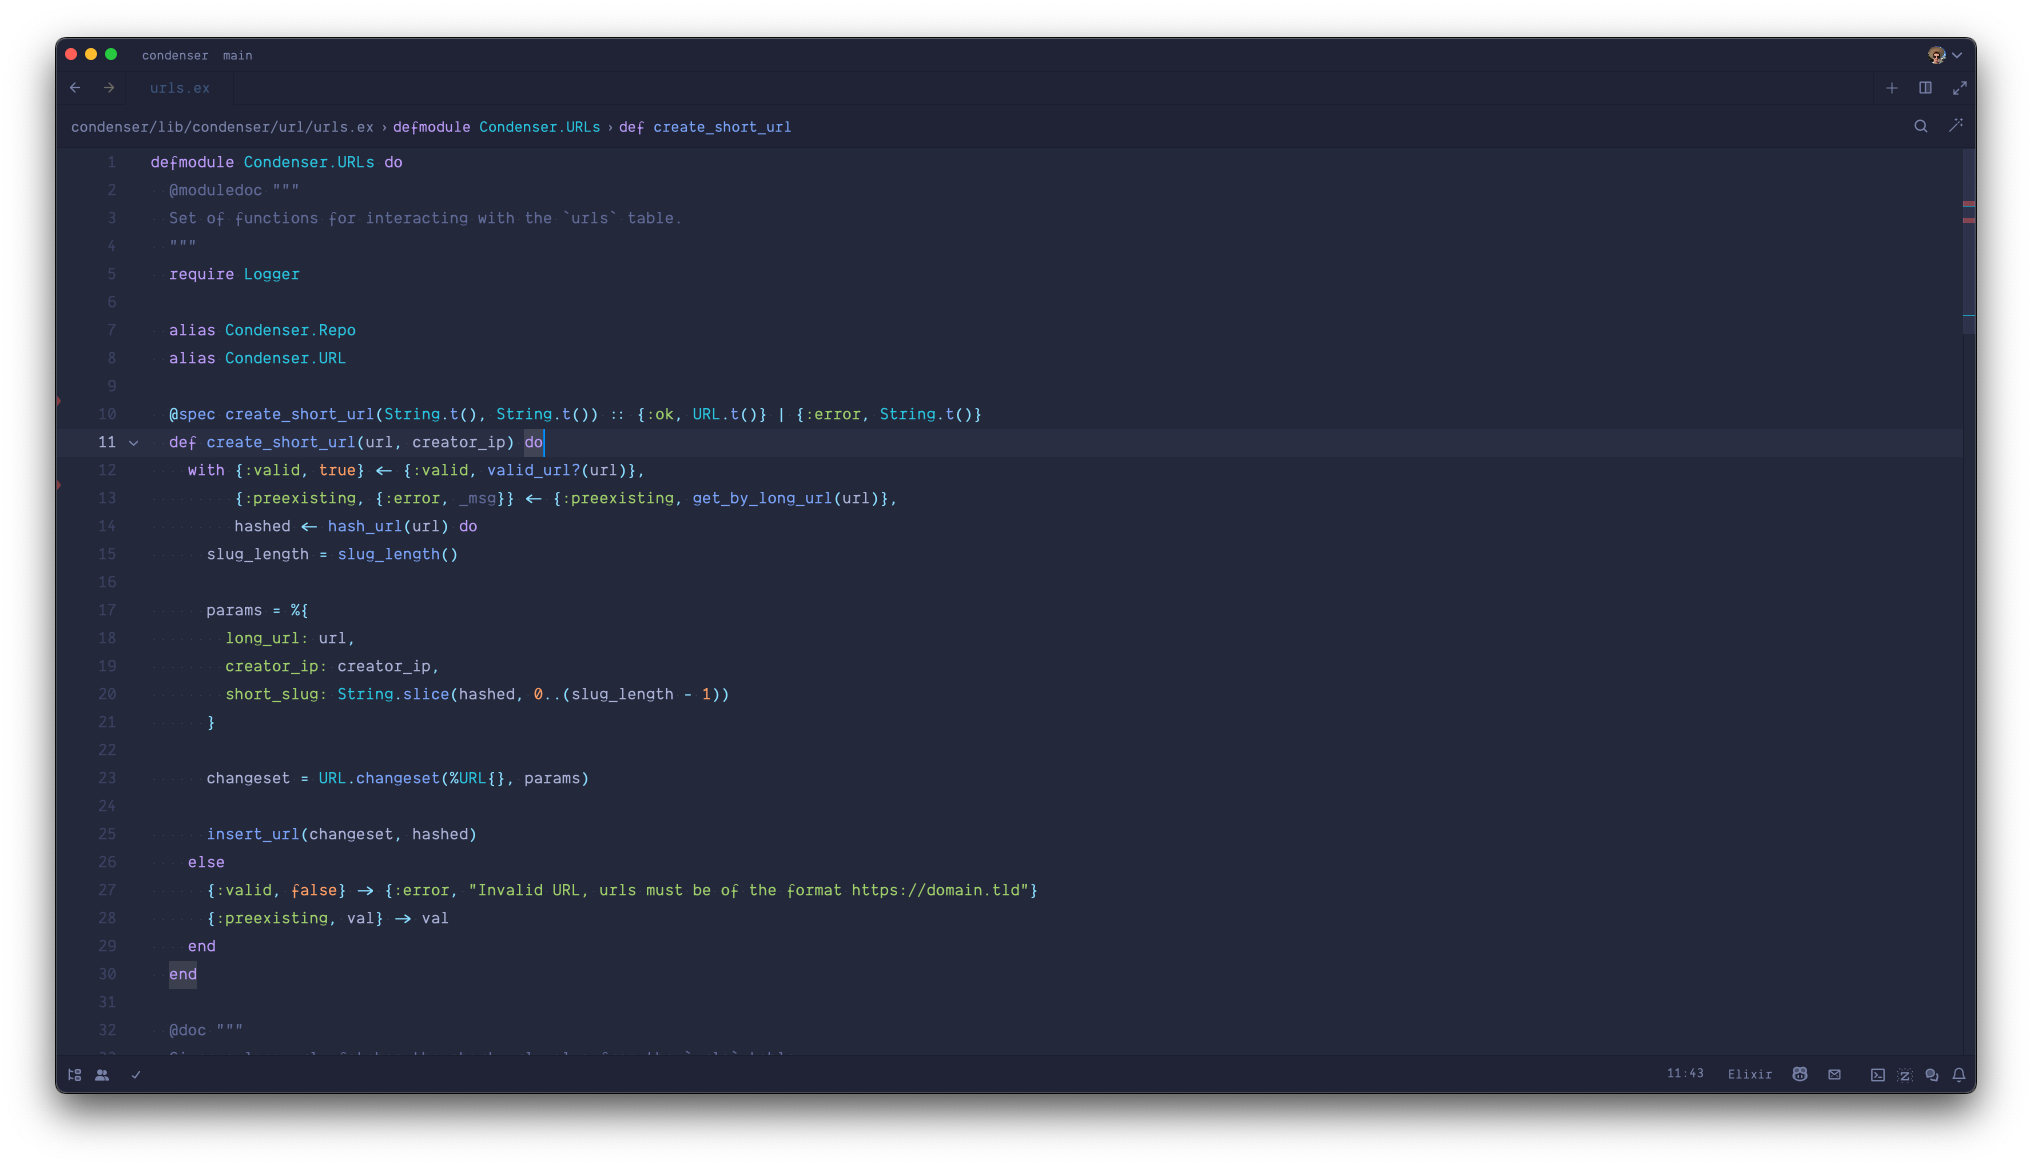 condenser main
urls.ex
condenser/lib/condenser/url/urls.ex › defmodule Condenser.URLs › def create_short_url
1 defmodule Condenser.URLs do
2   @moduledoc """
3   Set of functions for interacting with the `urls` table.
4   """
5   require Logger
6
7   alias Condenser.Repo
8   alias Condenser.URL
9
10   @spec create_short_url(String.t(), String.t()) :: {:ok, URL.t()} | {:error, String.t()}
11   def create_short_url(url, creator_ip) do
12     with {:valid, true} <- {:valid, valid_url?(url)},
13          {:preexisting, {:error, _msg}} <- {:preexisting, get_by_long_url(url)},
14          hashed <- hash_url(url) do
15       slug_length = slug_length()
16
17       params = %{
18         long_url: url,
19         creator_ip: creator_ip,
20         short_slug: String.slice(hashed, 0..(slug_length - 1))
21       }
22
23       changeset = URL.changeset(%URL{}, params)
24
25       insert_url(changeset, hashed)
26     else
27       {:valid, false} -> {:error, "Invalid URL, urls must be of the format https://domain.tld"}
28       {:preexisting, val} -> val
29     end
30   end
31
32   @doc """
11:43 Elixir